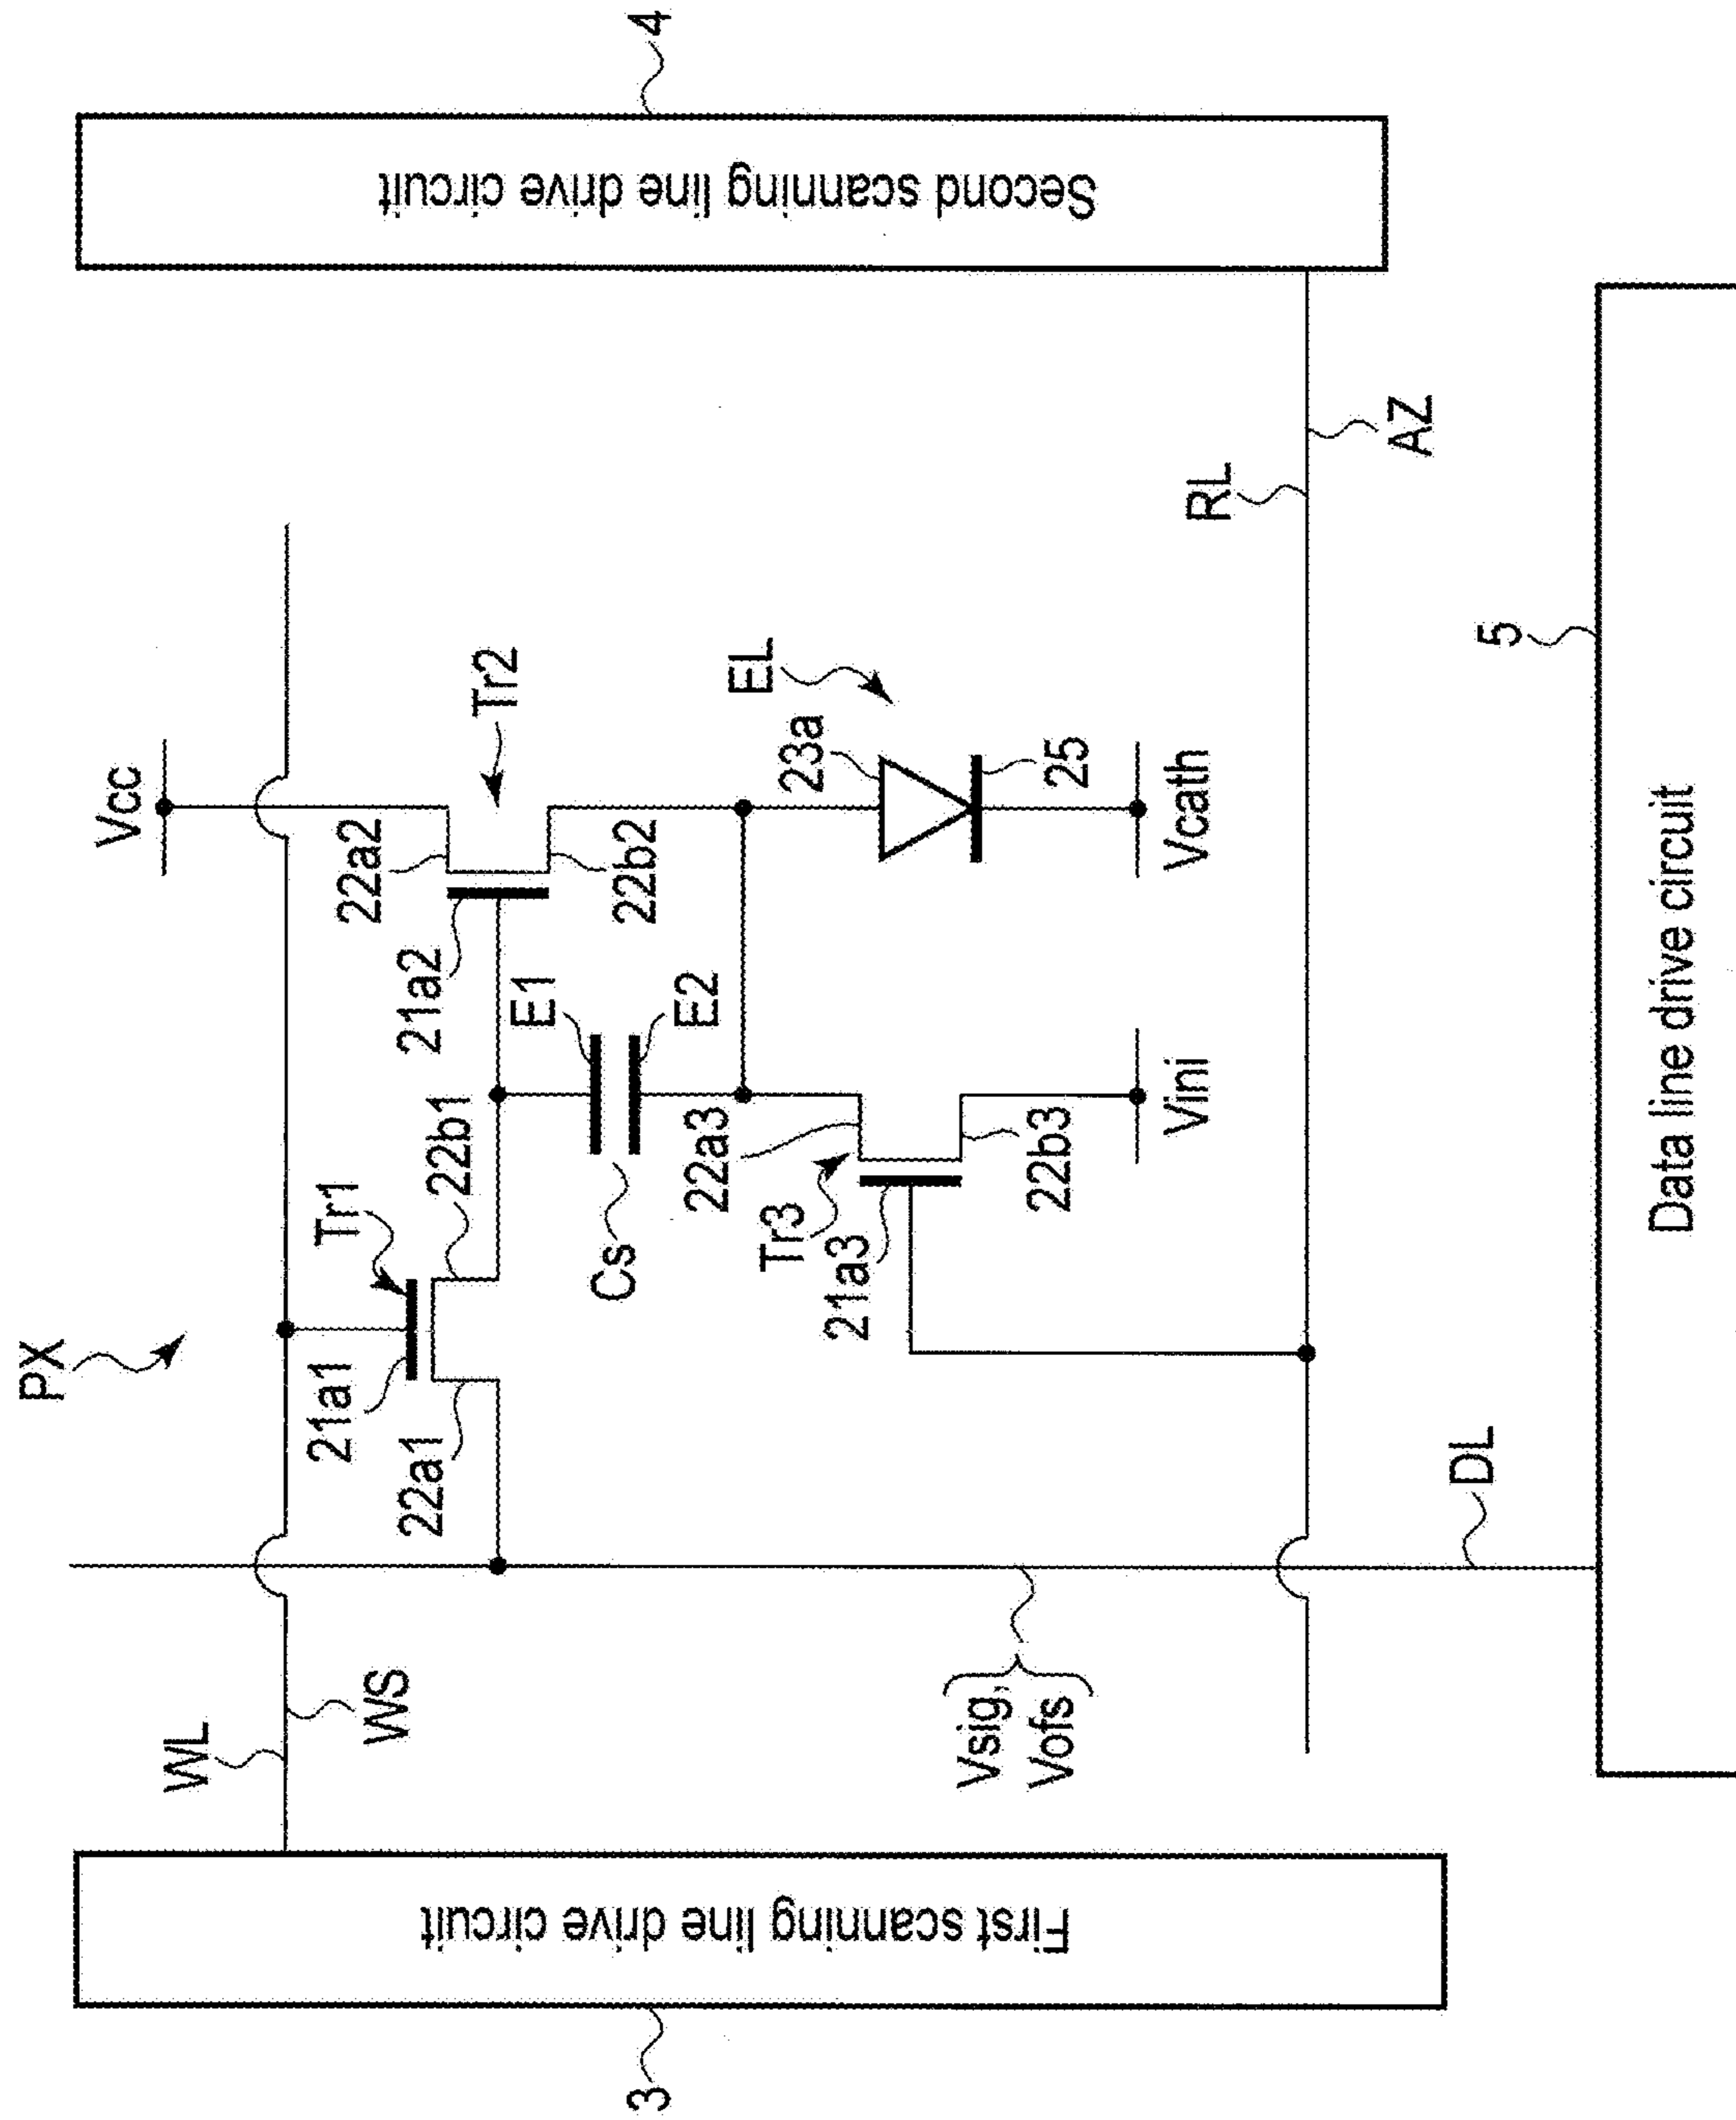 PX
WL
WS
Tr1
21a1
22a1
22b1
Vcc
22a2
Tr2
21a2
22b2
E1
E2
Cs
EL
23a
25
22a3
Tr3
21a3
22b3
Vini
Vcath
Vsig,
Vofs
RL
AZ
DL
First scanning line drive circuit
3
Second scanning line drive circuit
4
5
Data line drive circuit